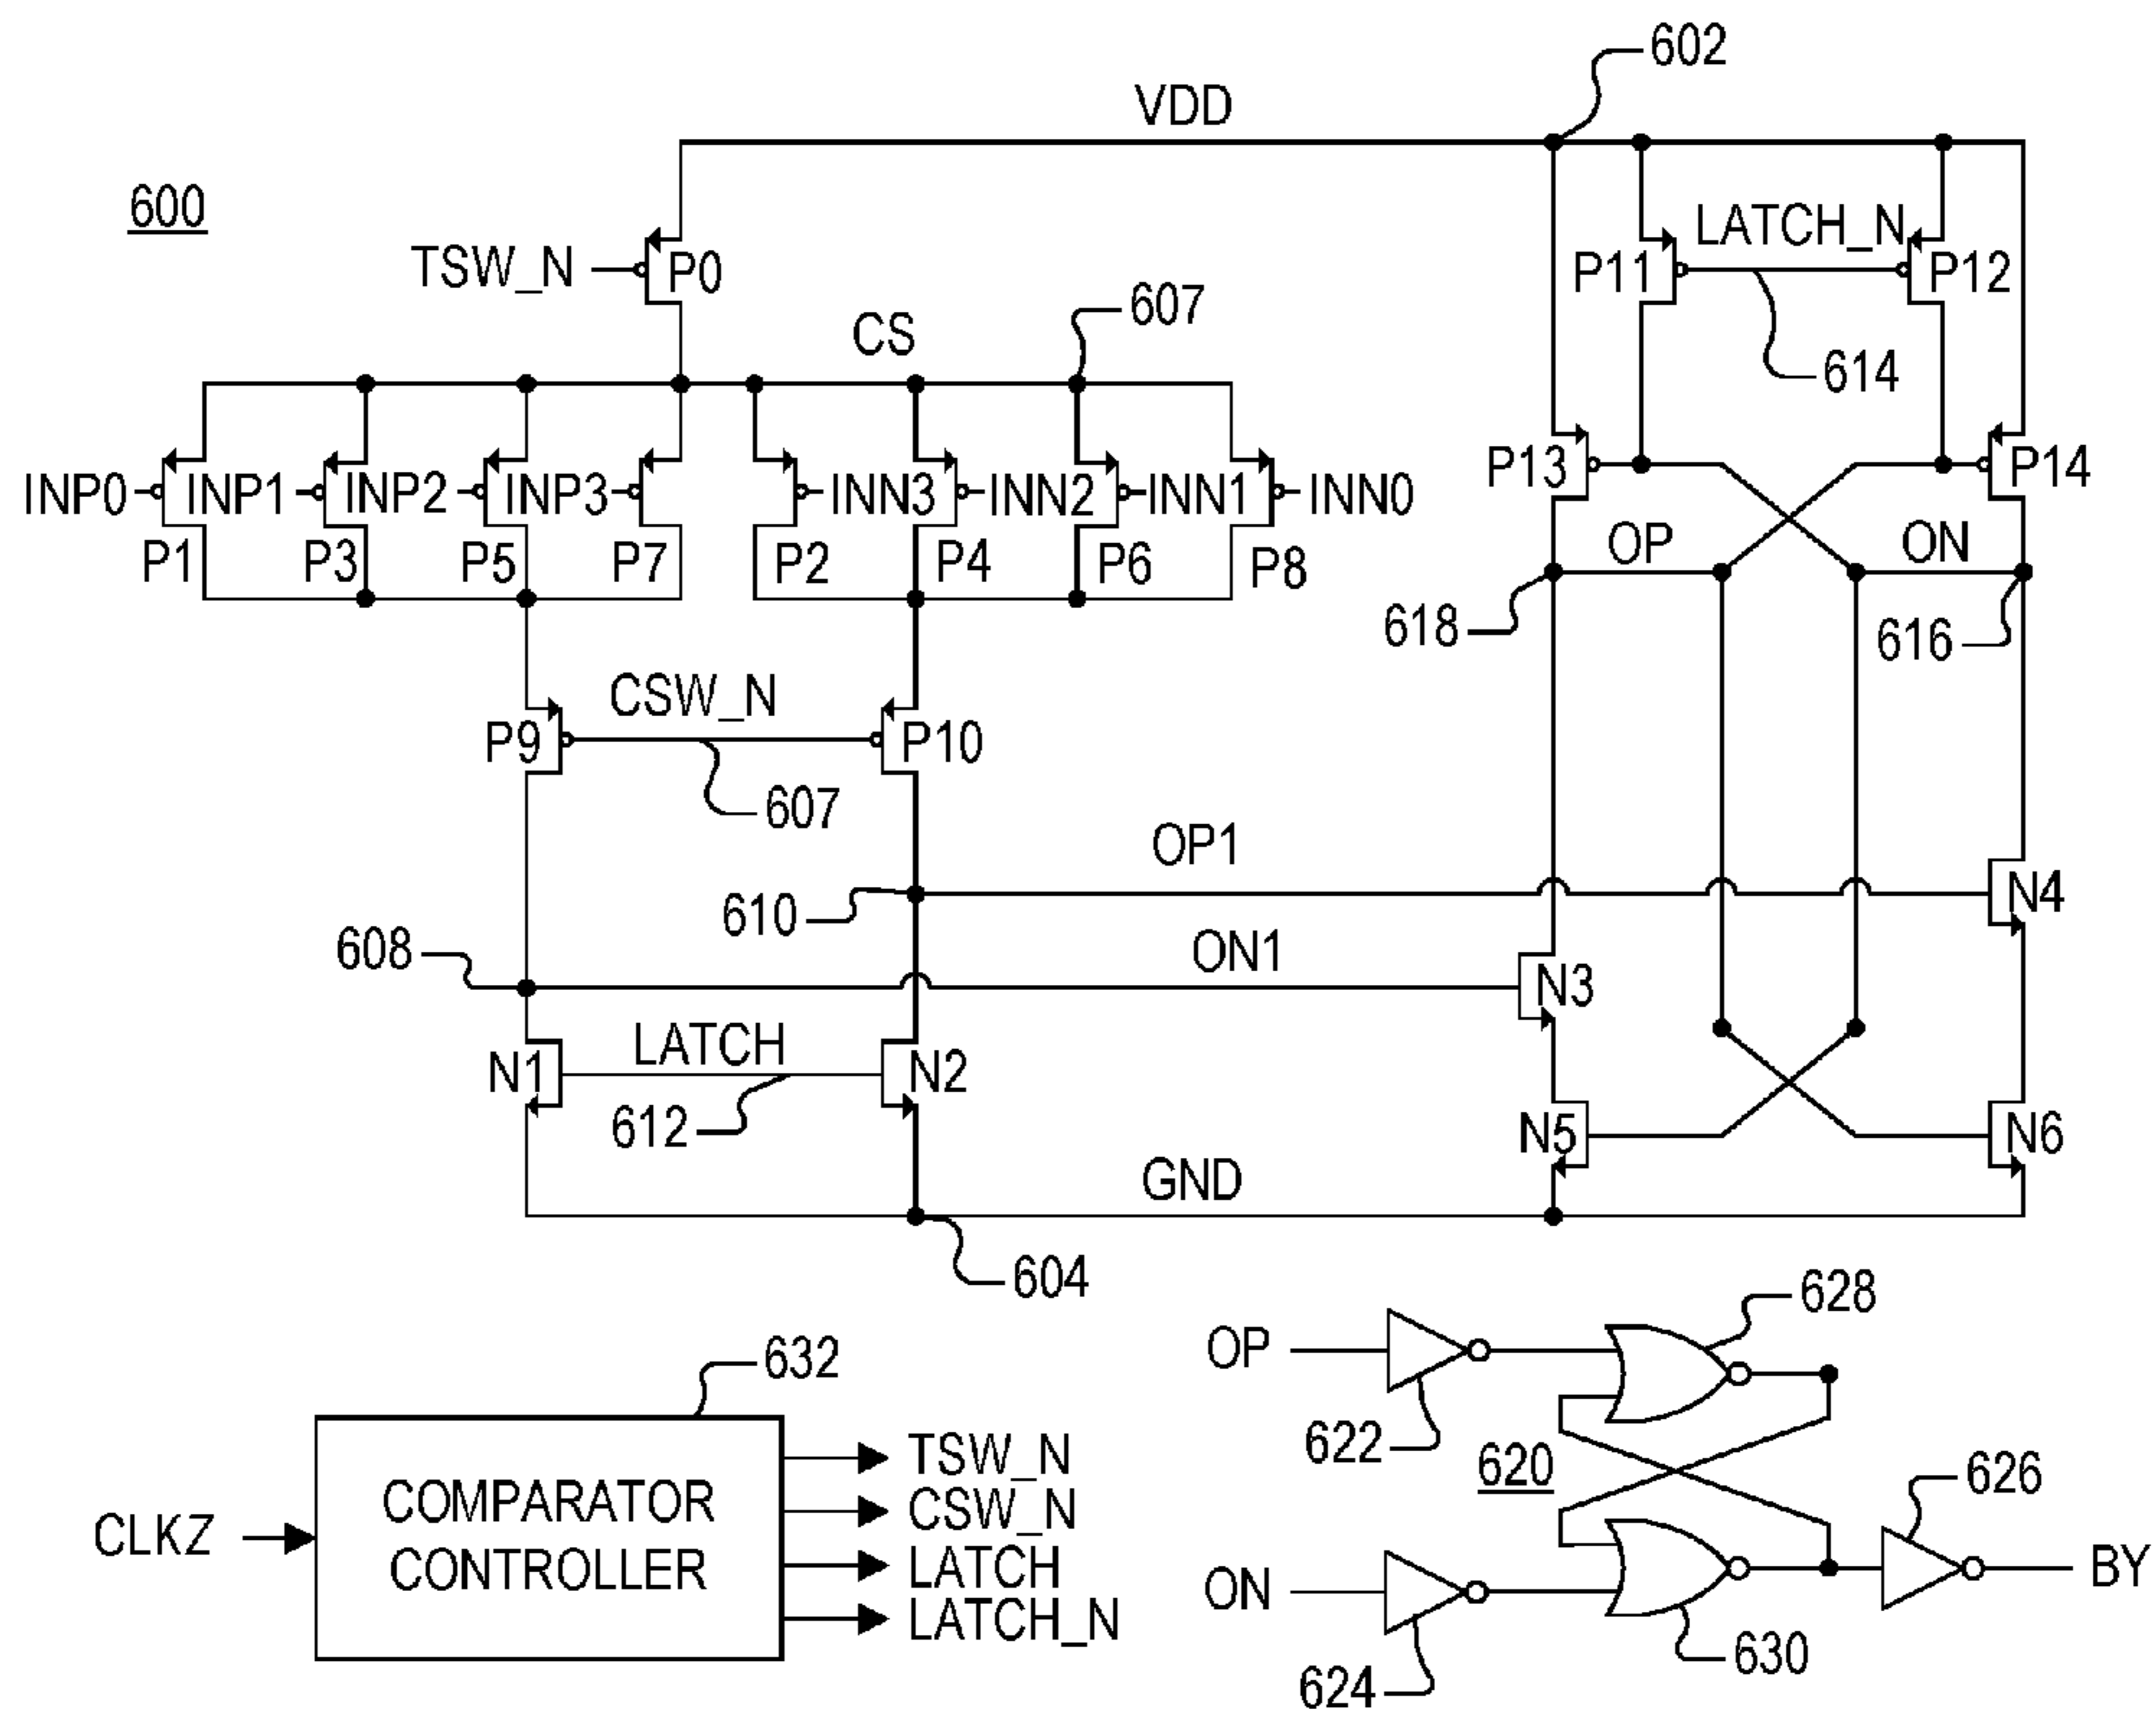 602
VDD
600
TSW_N
P0
LATCH_N
P11
P12
607
CS
614
INP0
INP1
INP2
INP3
INN3
INN2
INN1
INN0
P13
P14
P1
P3
P5
P7
P2
P4
P6
P8
OP
ON
618
616
CSW_N
P9
P10
607
OP1
610
N4
608
ON1
N3
LATCH
N1
N2
612
N5
N6
GND
604
628
632
OP
622
620
626
COMPARATOR
CONTROLLER
CLKZ
TSW_N
CSW_N
LATCH
LATCH_N
ON
BY
624
630